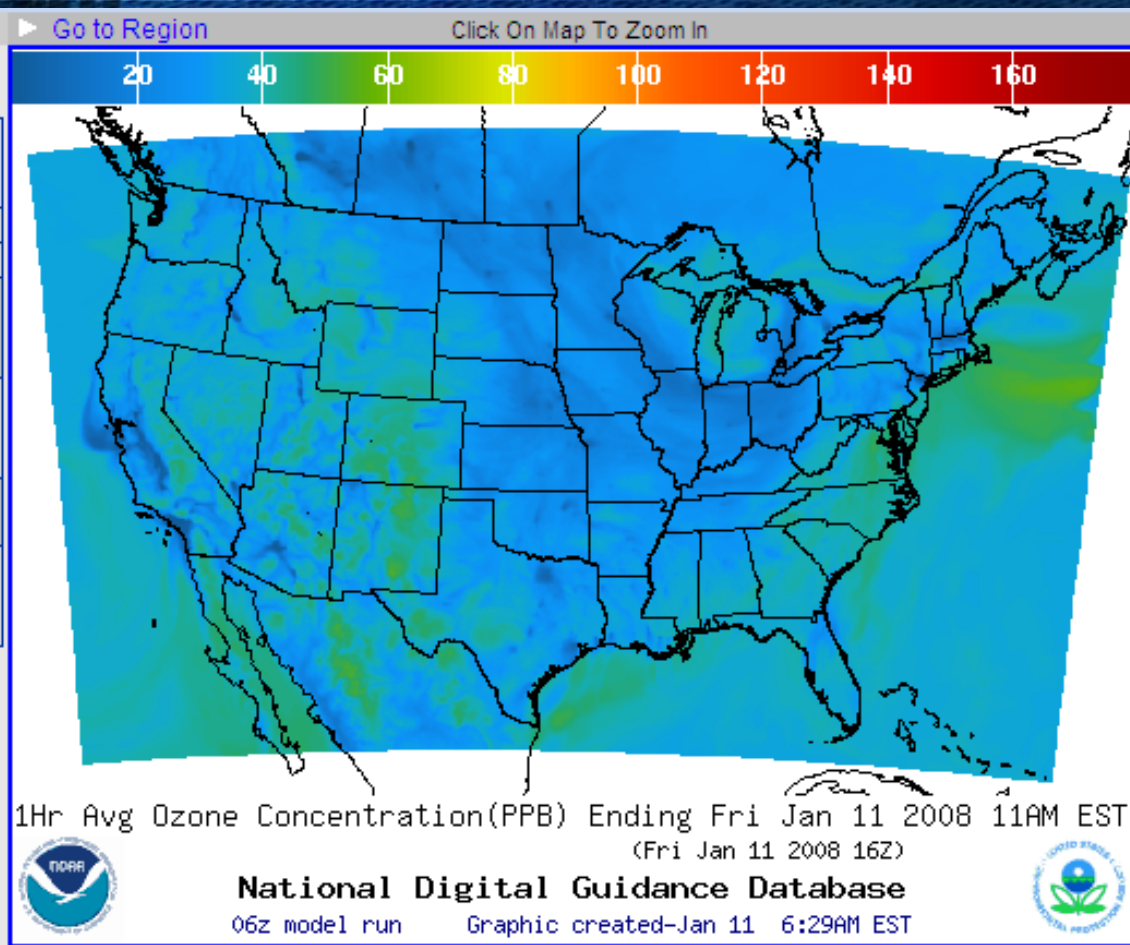 Go to Region Click On Map To Zoom In
20 40 60 80 100 120 140 160
1Hr Avg Ozone Concentration(PPB) Ending Fri Jan 11 2008 11AM EST
(Fri Jan 11 2008 16Z)
NOAA
National Digital Guidance Database
06z model run Graphic created-Jan 11 6:29AM EST